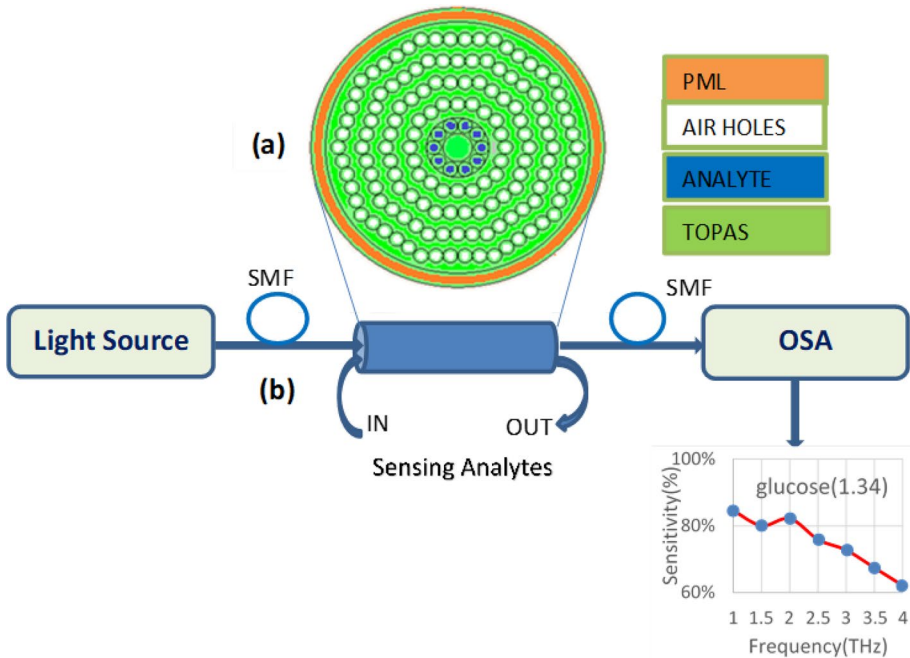 (a)
PML
AIR HOLES
ANALYTE
TOPAS
SMF
SMF
Light Source
OSA
(b)
IN
OUT
Sensing Analytes
100%
80%
60%
Sensitivity(%)
glucose(1.34)
1 1.5 2 2.5 3 3.5 4
Frequency(THz)